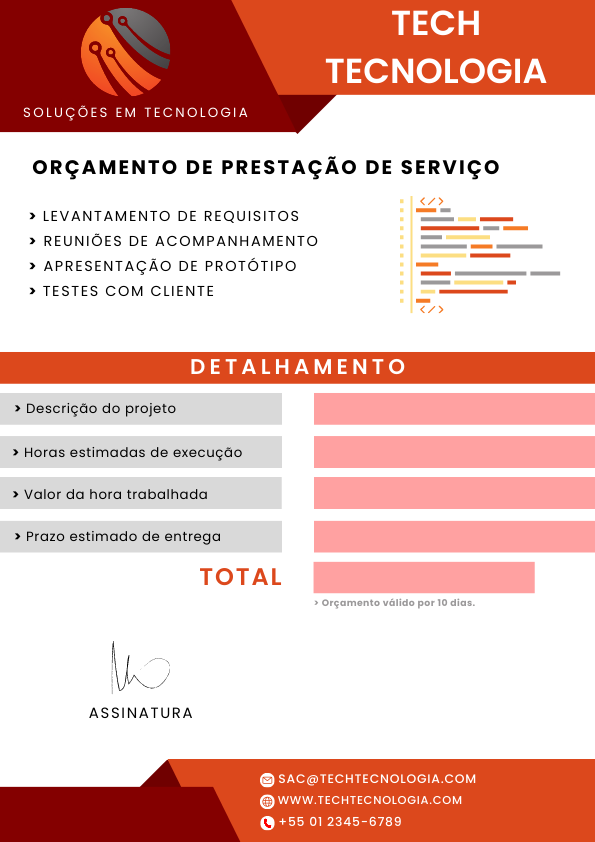 TECH
TECNOLOGIA
SOLUÇÕES EM TECNOLOGIA
ORÇAMENTO DE PRESTAÇÃO DE SERVIÇO
> LEVANTAMENTO DE REQUISITOS
> REUNIÕES DE ACOMPANHAMENTO
> APRESENTAÇÃO DE PROTÓTIPO
> TESTES COM CLIENTE
</>
</>
DETALHAMENTO
> Descrição do projeto
> Horas estimadas de execução
> Valor da hora trabalhada
> Prazo estimado de entrega
TOTAL
> Orçamento válido por 10 dias.
ASSINATURA
SAC@TECHTECNOLOGIA.COM
WWW.TECHTECNOLOGIA.COM
+55 01 2345-6789